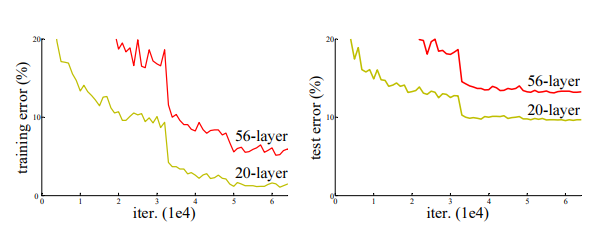 20
10
0
0 1 2 3 4 5 6
training error (%)
iter. (1e4)
56-layer
20-layer
20
10
0
0 1 2 3 4 5 6
test error (%)
iter. (1e4)
56-layer
20-layer